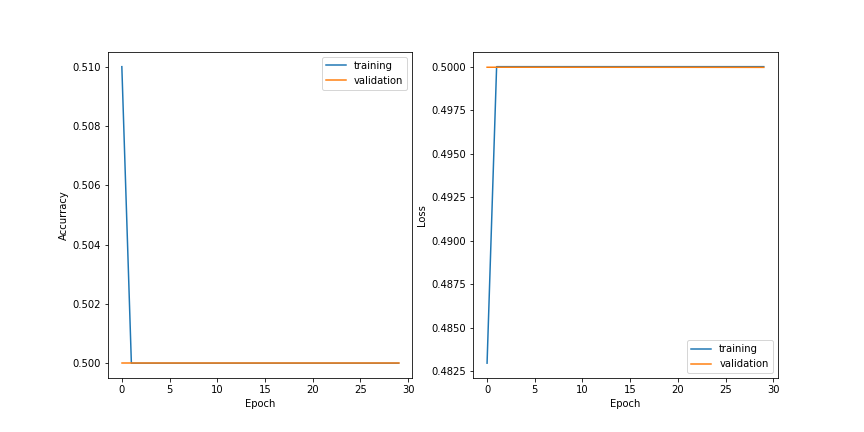 training
validation
0.510
0.508
0.506
0.504
0.502
0.500
Accurracy
0 5 10 15 20 25 30
Epoch
0.5000
0.4975
0.4950
0.4925
0.4900
0.4875
0.4850
0.4825
Loss
training
validation
0 5 10 15 20 25 30
Epoch